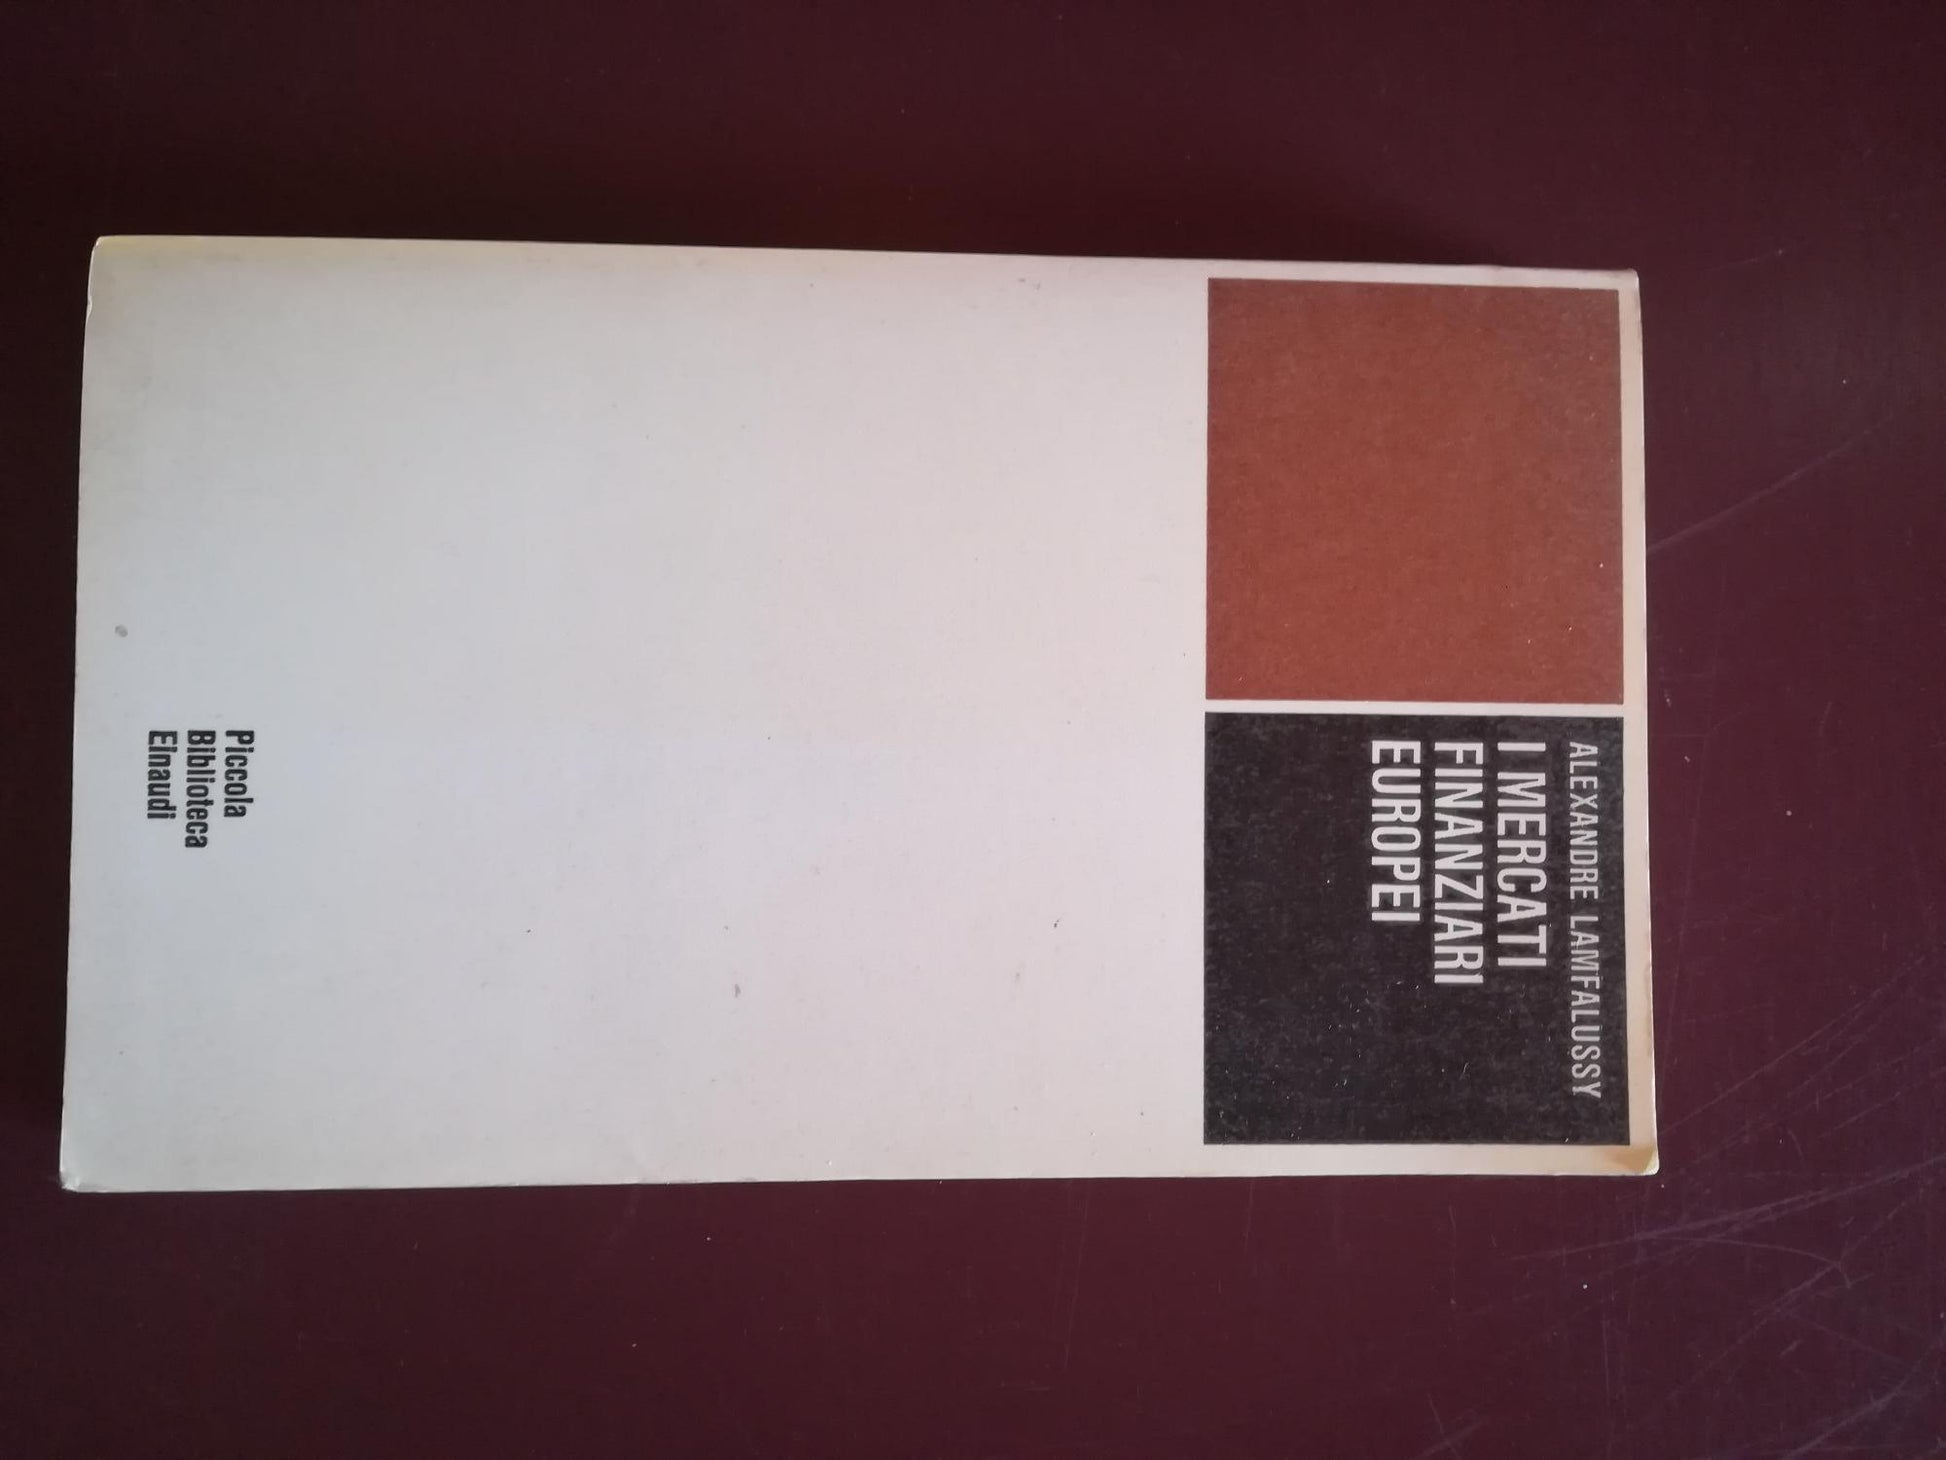 ALEXANDRE LAMFALUSSY
I MERCATI
FINANZIARI
EUROPEI
Piccola
Biblioteca
Einaudi